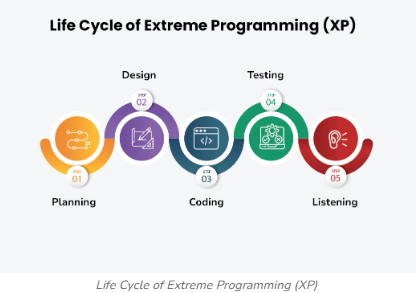 Life Cycle of Extreme Programming (XP)
Design
Testing
STEP
02
STEP
04
STEP
01
STEP
03
STEP
05
Planning
Coding
Listening
Life Cycle of Extreme Programming (XP)